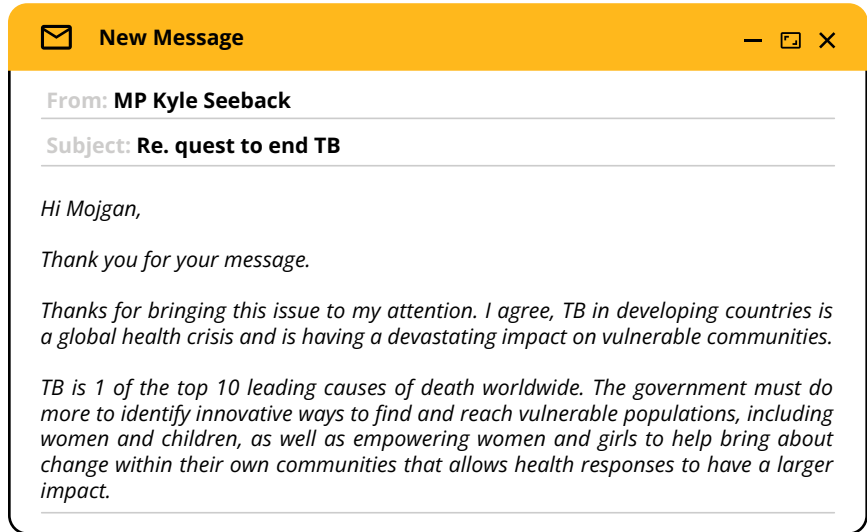 New Message
From: MP Kyle Seeback
Subject: Re. quest to end TB
Hi Mojgan,
Thank you for your message.
Thanks for bringing this issue to my attention. I agree, TB in developing countries is
a global health crisis and is having a devastating impact on vulnerable communities.
TB is 1 of the top 10 leading causes of death worldwide. The government must do
more to identify innovative ways to find and reach vulnerable populations, including
women and children, as well as empowering women and girls to help bring about
change within their own communities that allows health responses to have a larger
impact.